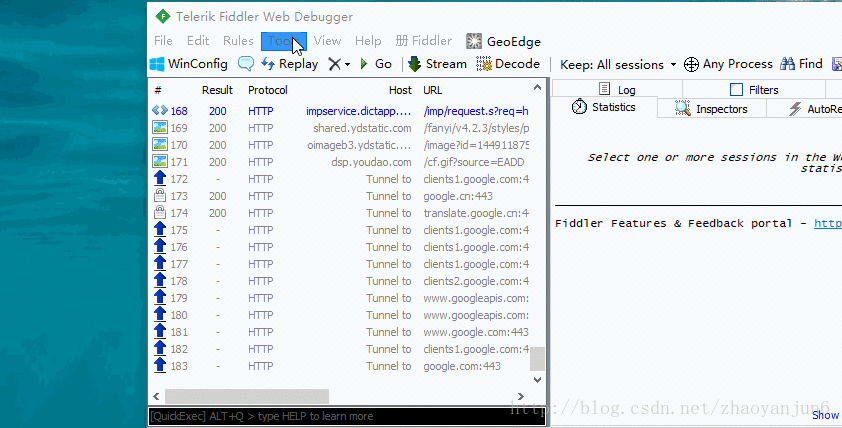 Telerik Fiddler Web Debugger
File Edit Rules Tools View Help 册 Fiddler GeoEdge
WinConfig Replay Go Stream Decode Keep: All sessions Any Process Find
# Result Protocol Host URL
168 200 HTTP impservice.dictapp.... /imp/request.s?req=h
169 200 HTTP shared.ydstatic.com /fanyi/v4.2.3/styles/p
170 200 HTTP oimageb3.ydstatic.... /image?id=144911875
171 200 HTTP dsp.youdao.com /cf.gif?source=EADD
172 - HTTP Tunnel to clients1.google.com:4
173 200 HTTP Tunnel to google.cn:443
174 200 HTTP Tunnel to translate.google.cn:4
175 - HTTP Tunnel to clients1.google.com:4
176 - HTTP Tunnel to clients1.google.com:4
177 - HTTP Tunnel to clients1.google.com:4
178 - HTTP Tunnel to clients2.google.com:4
179 - HTTP Tunnel to www.googleapis.com:
180 - HTTP Tunnel to www.googleapis.com:
181 - HTTP Tunnel to www.google.com:443
182 - HTTP Tunnel to clients1.google.com:4
183 - HTTP Tunnel to google.com:443
[QuickExec] ALT+Q > type HELP to learn more
Log Filters
Statistics Inspectors AutoRe
Select one or more sessions in the We
statis
Fiddler Features & Feedback portal - http
http://blog.csdn.net/zhaoyanjun6
Show